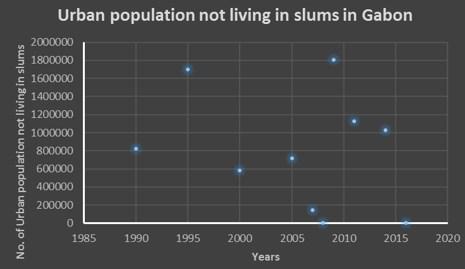 Urban population not living in slums in Gabon
No. of Urban population not living in slums
2000000
1800000
1600000
1400000
1200000
1000000
800000
600000
400000
200000
0
1985 1990 1995 2000 2005 2010 2015 2020
Years